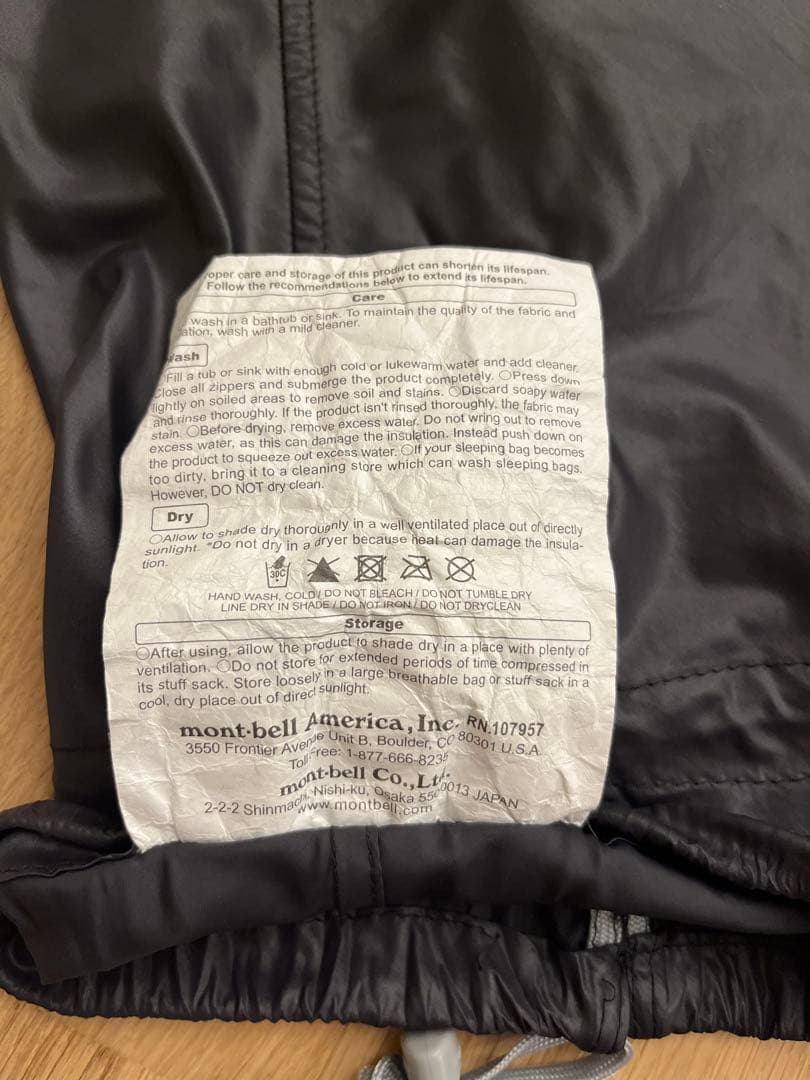 oper care and storage of this product can shorten its lifespan.
Follow the recommendations below to extend its lifespan.
Care
wash in a bathtub or sink. To maintain the quality of the fabric and
ation, wash with a mild cleaner.
Wash
Fill a tub or sink with enough cold or lukewarm water and add cleaner.
Close all zippers and submerge the product completely. ○Press down
lightly on soiled areas to remove soil and stains. ○Discard soapy water
and rinse thoroughly. If the product isn't rinsed thoroughly, the fabric may
stain. ○Before drying, remove excess water. Do not wring out to remove
excess water, as this can damage the insulation. Instead push down on
the product to squeeze out excess water. ○If your sleeping bag becomes
too dirty, bring it to a cleaning store which can wash sleeping bags.
However, DO NOT dry clean.
Dry
○Allow to shade dry thoroughly in a well ventilated place out of directly
sunlight. *Do not dry in a dryer because heat can damage the insula-
tion.
30C
HAND WASH, COLD / DO NOT BLEACH / DO NOT TUMBLE DRY
LINE DRY IN SHADE / DO NOT IRON / DO NOT DRYCLEAN
Storage
○After using, allow the product to shade dry in a place with plenty of
ventilation. ○Do not store for extended periods of time compressed in
its stuff sack. Store loosely in a large breathable bag or stuff sack in a
cool, dry place out of direct sunlight.
mont-bell America, Inc. RN.107957
3550 Frontier Avenue Unit B, Boulder, CO 80301 U.S.A.
Toll Free: 1-877-666-8235
mont-bell Co., Ltd.
2-2-2 Shinmachi, Nishi-ku, Osaka 550-0013 JAPAN
www.montbell.com